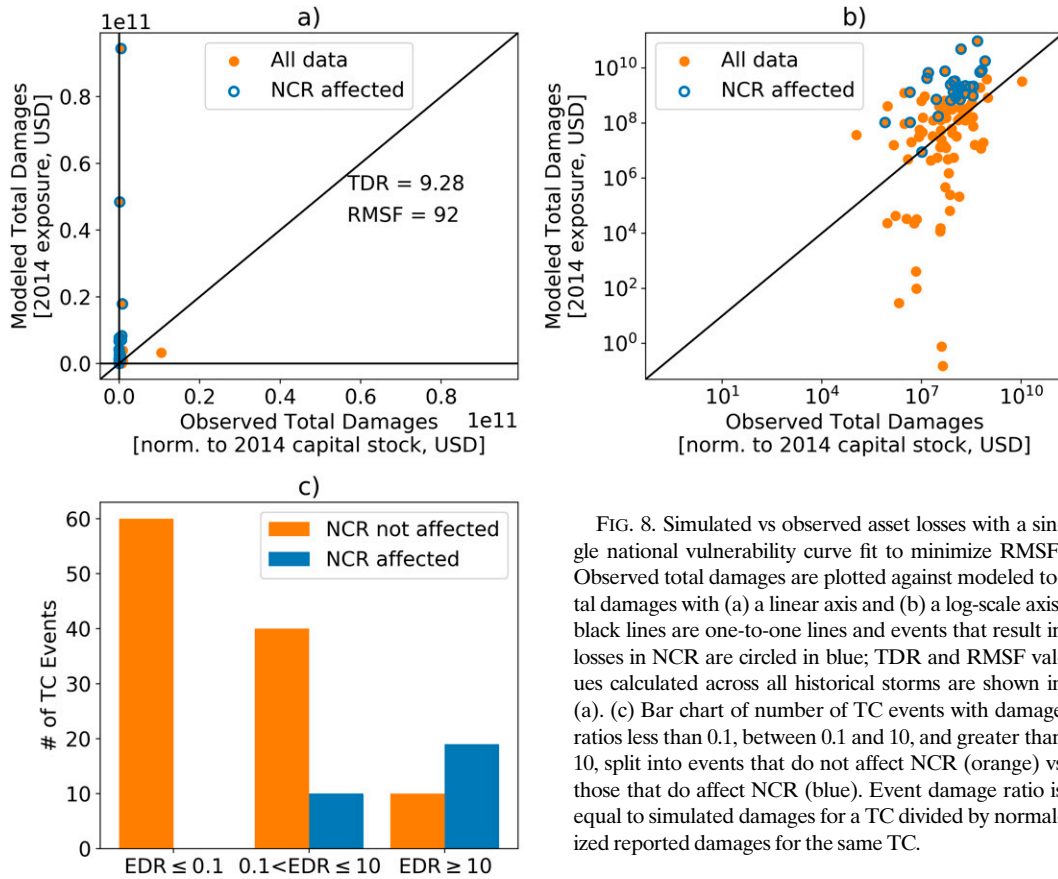 a)
1e11
All data
NCR affected
0.8
0.6
0.4
0.2
0.0
TDR = 9.28
RMSF = 92
Modeled Total Damages
[2014 exposure, USD]
0.0 0.2 0.4 0.6 0.8
1e11
Observed Total Damages
[norm. to 2014 capital stock, USD]
b)
All data
NCR affected
10^10
10^8
10^6
10^4
10^2
10^0
Modeled Total Damages
[2014 exposure, USD]
10^1 10^4 10^7 10^10
Observed Total Damages
[norm. to 2014 capital stock, USD]
c)
NCR not affected
NCR affected
60
50
40
30
20
10
0
# of TC Events
EDR ≤ 0.1 0.1<EDR ≤ 10 EDR ≥ 10
FIG. 8. Simulated vs observed asset losses with a sin
gle national vulnerability curve fit to minimize RMSF
Observed total damages are plotted against modeled to
tal damages with (a) a linear axis and (b) a log-scale axis
black lines are one-to-one lines and events that result in
losses in NCR are circled in blue; TDR and RMSF val
ues calculated across all historical storms are shown in
(a). (c) Bar chart of number of TC events with damage
ratios less than 0.1, between 0.1 and 10, and greater than
10, split into events that do not affect NCR (orange) vs
those that do affect NCR (blue). Event damage ratio is
equal to simulated damages for a TC divided by normal
ized reported damages for the same TC.